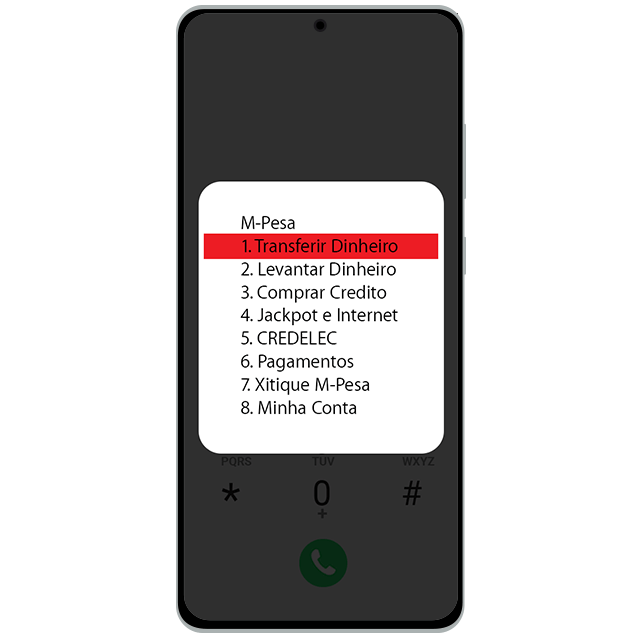 M-Pesa
1. Transferir Dinheiro
2. Levantar Dinheiro
3. Comprar Credito
4. Jackpot e Internet
5. CREDELEC
6. Pagamentos
7. Xitique M-Pesa
8. Minha Conta
PQRS TUV WXYZ
* 0 #
+